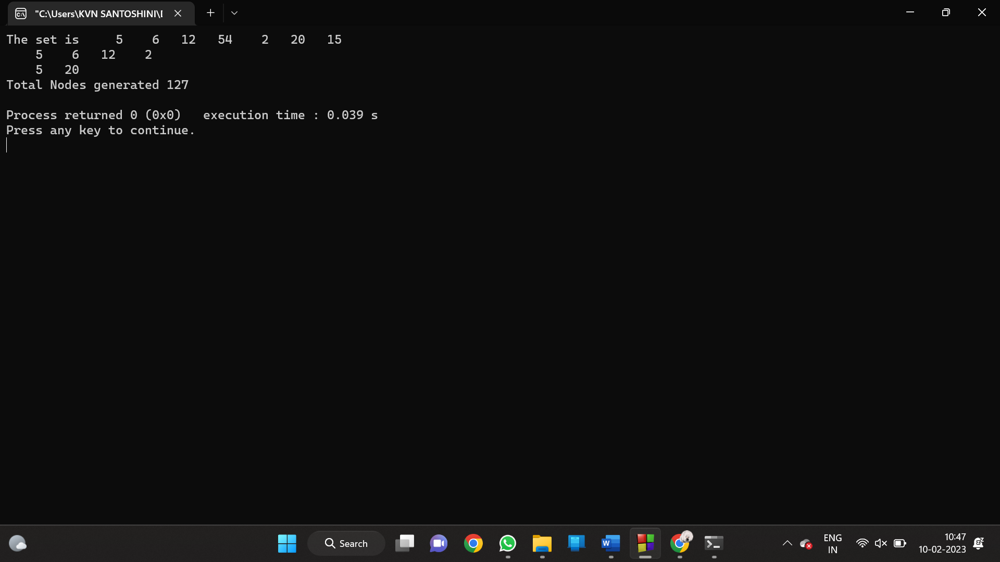 "C:\Users\KVN SANTOSHINI\
The set is     5    6   12   54    2   20   15
    5    6   12    2
    5   20
Total Nodes generated 127
Process returned 0 (0x0)   execution time : 0.039 s
Press any key to continue.
Search
ENG
IN
10:47
10-02-2023